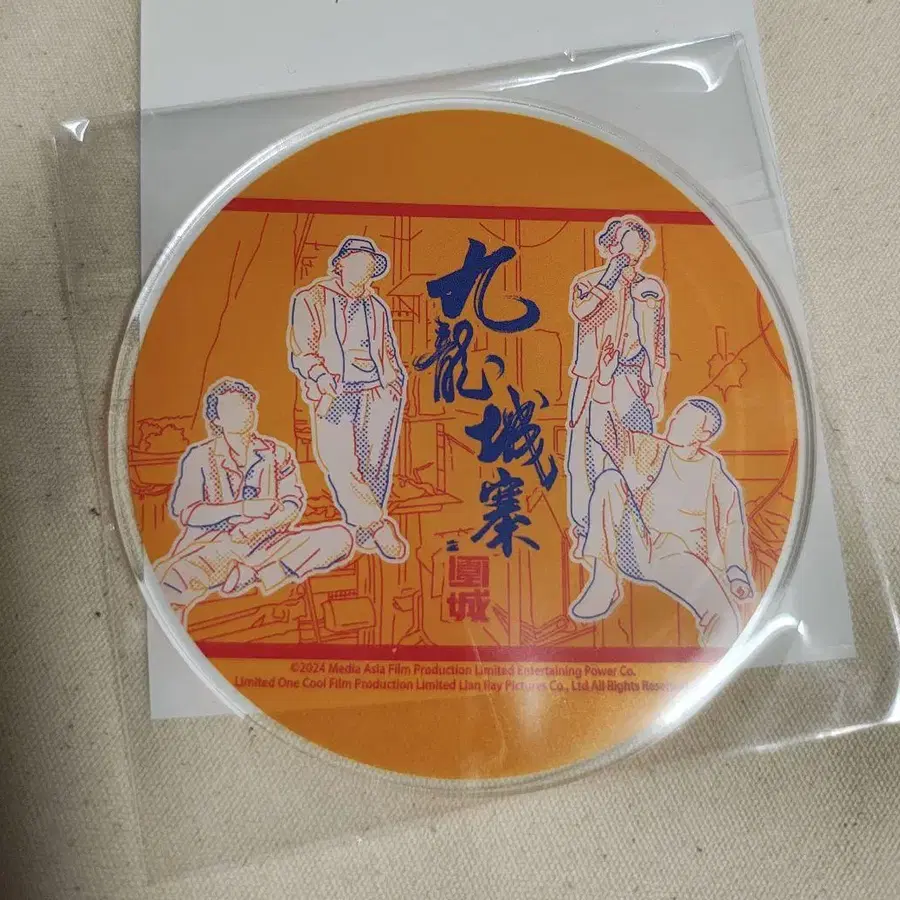 九龍城寨
之
圍城
©2024 Media Asia Film Production Limited Entertaining Power Co.
Limited One Cool Film Production Limited Lian Ray Pictures Co., Ltd All Rights